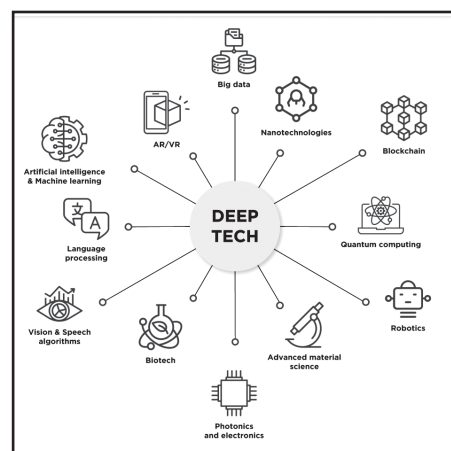 Big data
AR/VR
Nanotechnologies
Blockchain
Artificial intelligence
& Machine learning
DEEP
TECH
文
A
Language
processing
Quantum computing
Vision & Speech
algorithms
Biotech
Advanced material
science
Robotics
Photonics
and electronics